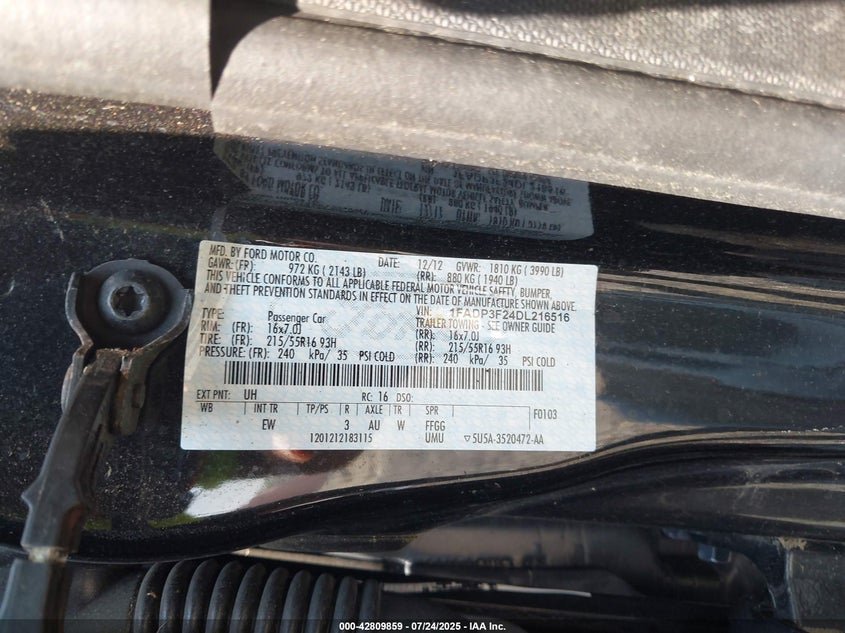 MFD. BY FORD MOTOR CO.
DATE: 12/12 GVWR: 1810 KG ( 3990 LB)
GAWR: (FR): 972 KG ( 2143 LB) (RR): 880 KG ( 1940 LB)
THIS VEHICLE CONFORMS TO ALL APPLICABLE FEDERAL MOTOR VEHICLE SAFETY, BUMPER,
AND THEFT PREVENTION STANDARDS IN EFFECT ON THE DATE OF MANUFACTURE SHOWN ABOVE.
VIN: 1FADP3F24DL216516
TYPE: Passenger Car TRAILER TOWING - SEE OWNER GUIDE
RIM: (FR): 16x7.0J (RR): 16x7.0J
TIRE: (FR): 215/55R16 93H (RR): 215/55R16 93H
PRESSURE: (FR): 240 kPa/ 35 PSI COLD (RR): 240 kPa/ 35 PSI COLD
EXT PNT: UH RC: 16 DSO:
WB INT TR TP/PS R AXLE TR SPR F0103
EW 3 AU W FFGG
1201212183115 UMU ▽5U5A-3520472-AA
000-42809859 - 07/24/2025 - IAA Inc.